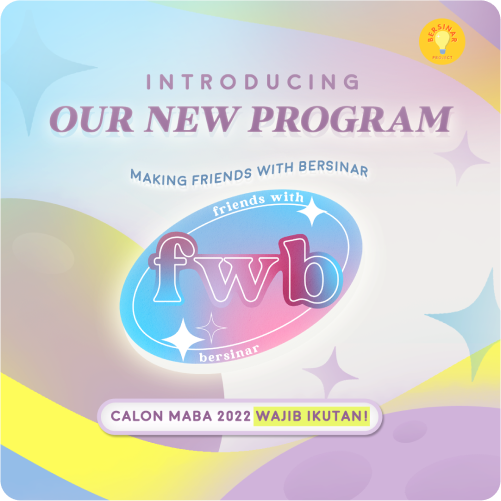 BERSINAR
PROJECT
INTRODUCING
OUR NEW PROGRAM
MAKING FRIENDS WITH BERSINAR
friends with
fwb
bersinar
CALON MABA 2022 WAJIB IKUTAN!